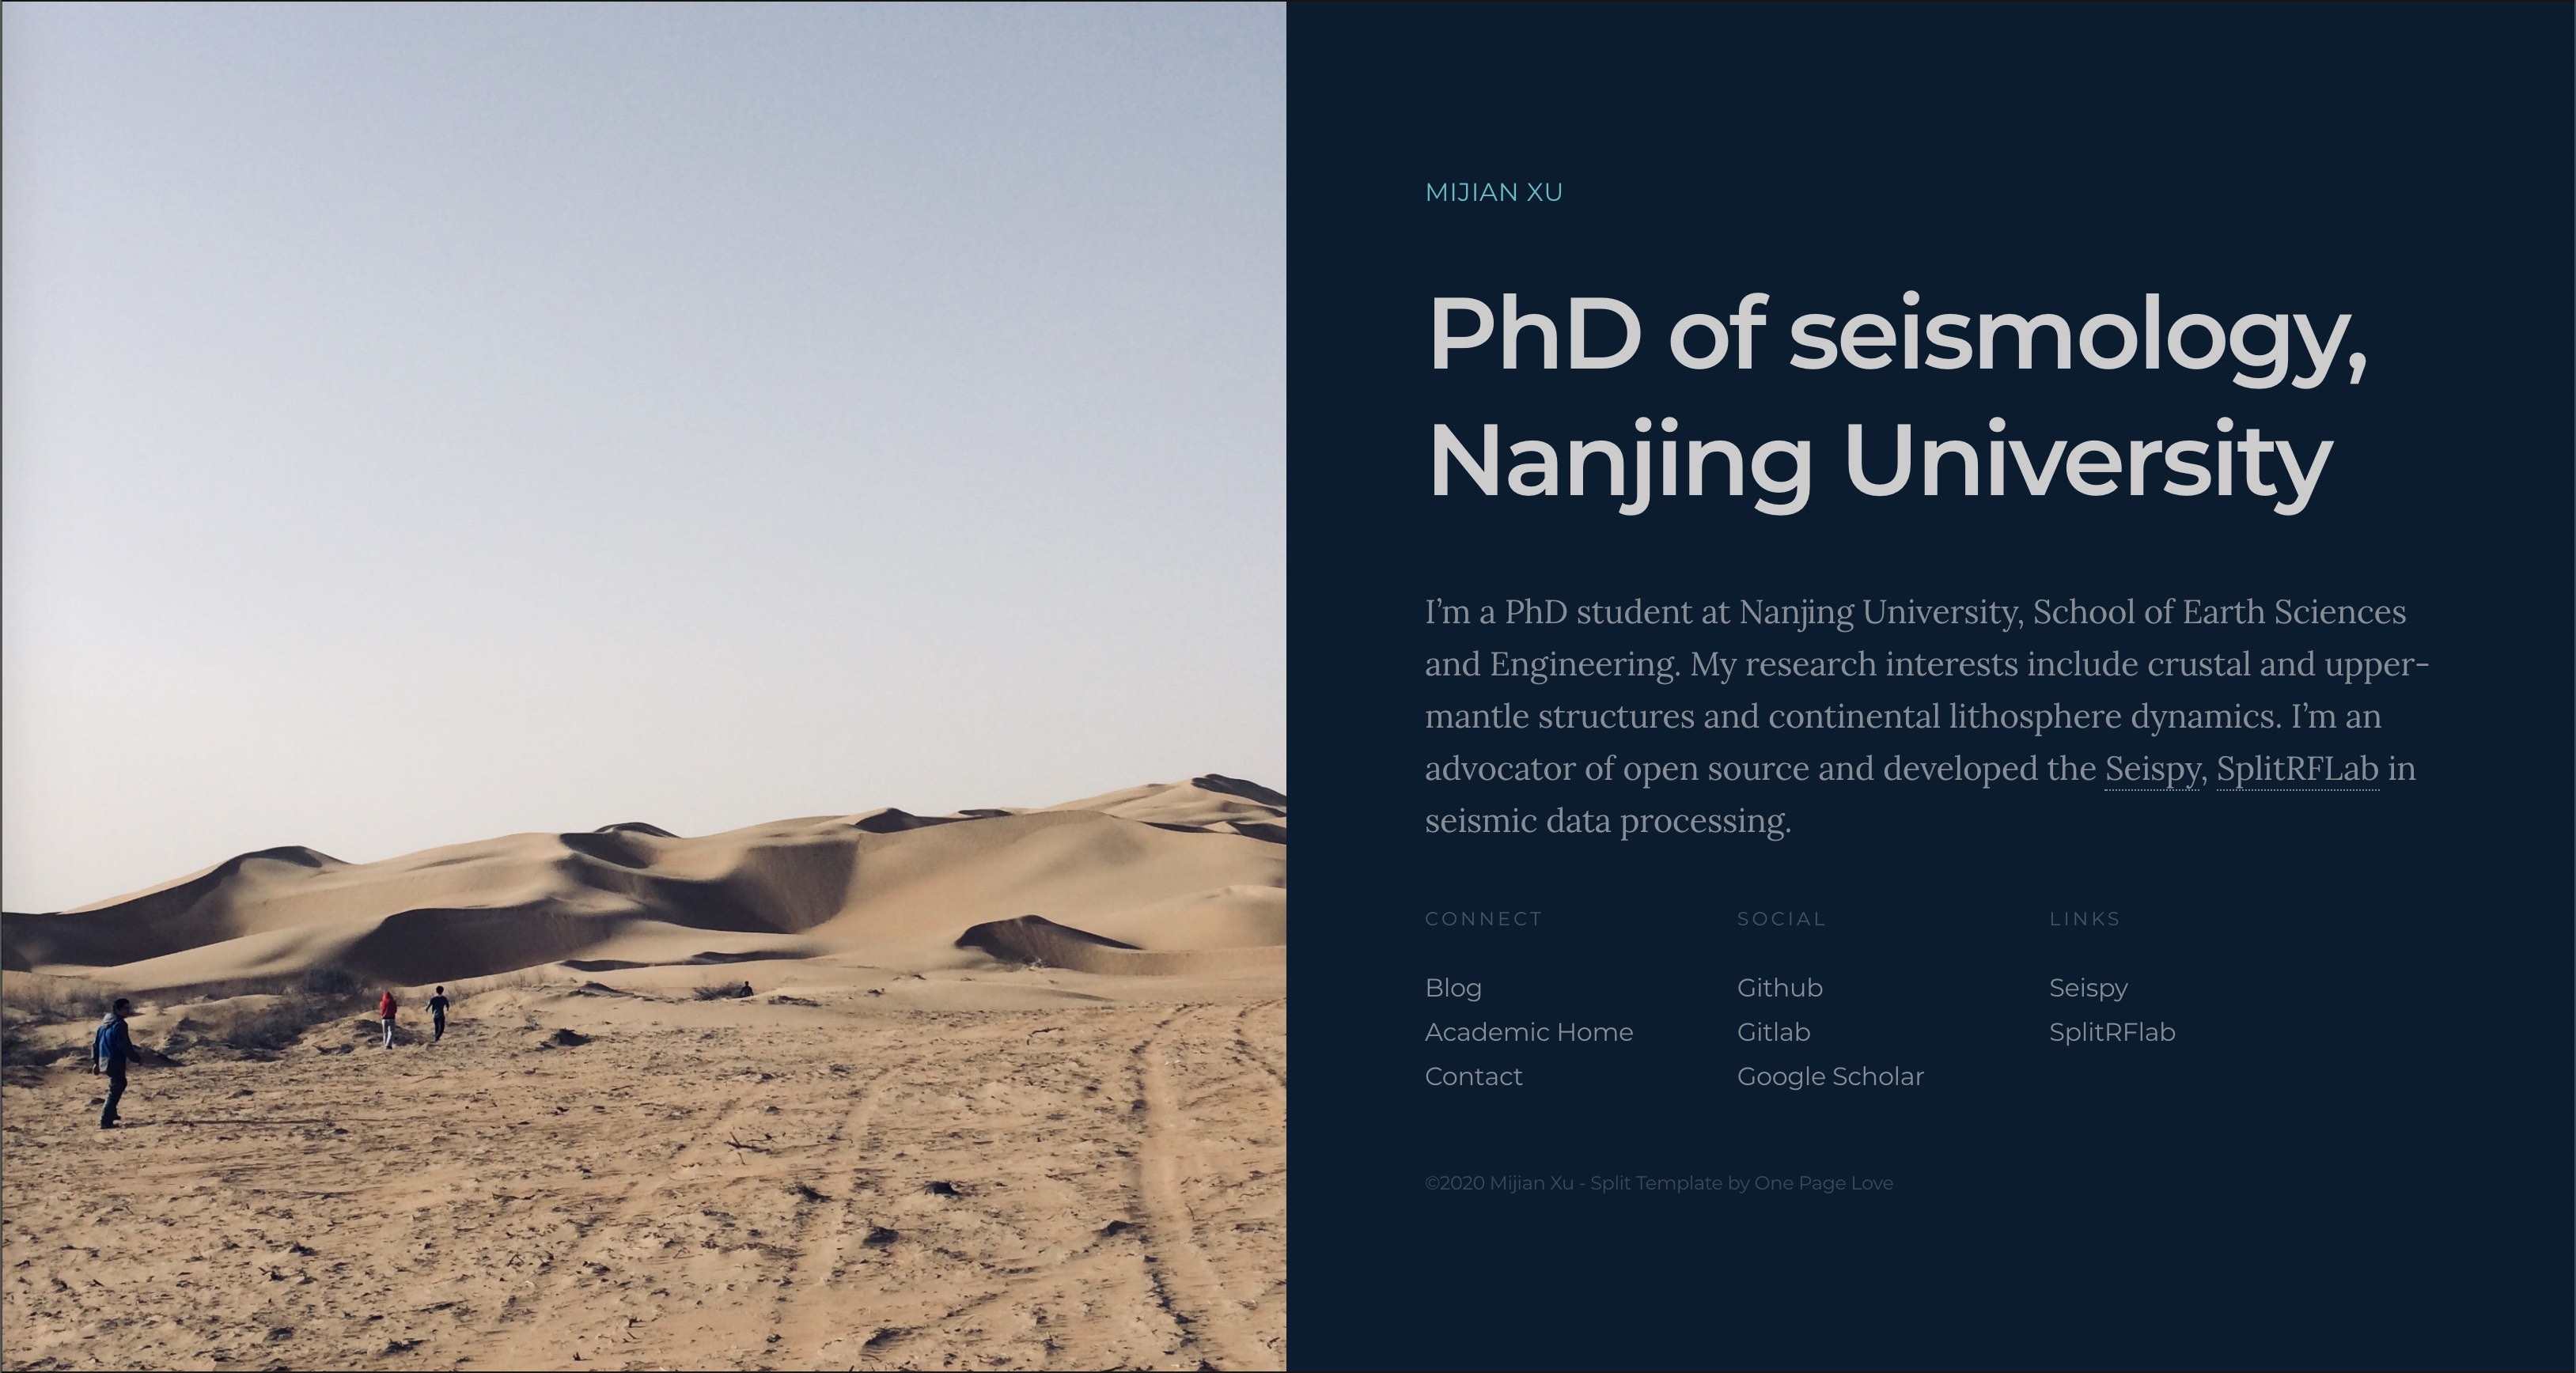 MIJIAN XU
PhD of seismology,
Nanjing University
I’m a PhD student at Nanjing University, School of Earth Sciences
and Engineering. My research interests include crustal and upper-
mantle structures and continental lithosphere dynamics. I’m an
advocator of open source and developed the Seispy, SplitRFLab in
seismic data processing.
CONNECT
Blog
Academic Home
Contact
SOCIAL
Github
Gitlab
Google Scholar
LINKS
Seispy
SplitRFlab
©2020 Mijian Xu - Split Template by One Page Love